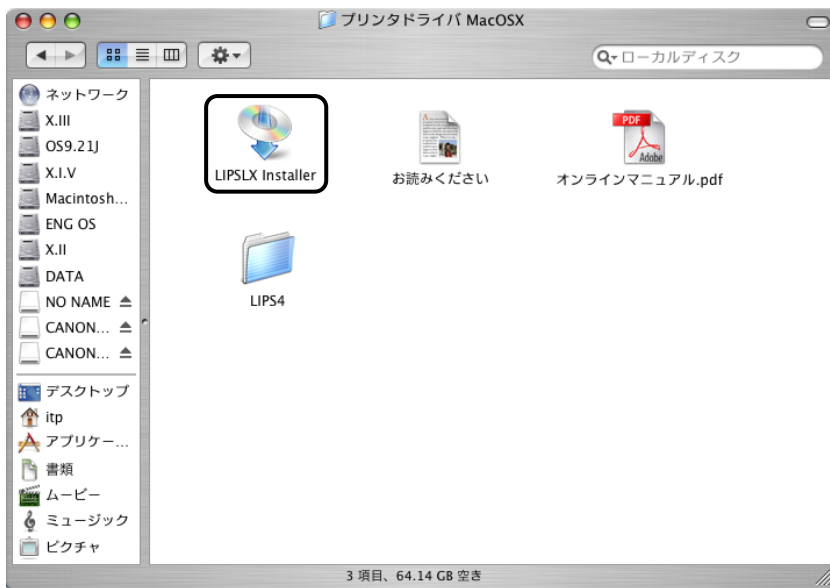 プリンタドライバ MacOSX
ローカルディスク
ネットワーク
X.III
OS9.21J
X.I.V
Macintosh...
ENG OS
X.II
DATA
NO NAME
CANON...
CANON...
デスクトップ
itp
アプリケー...
書類
ムービー
ミュージック
ピクチャ
LIPSLX Installer
お読みください
PDF
Adobe
オンラインマニュアル.pdf
LIPS4
3 項目、64.14 GB 空き